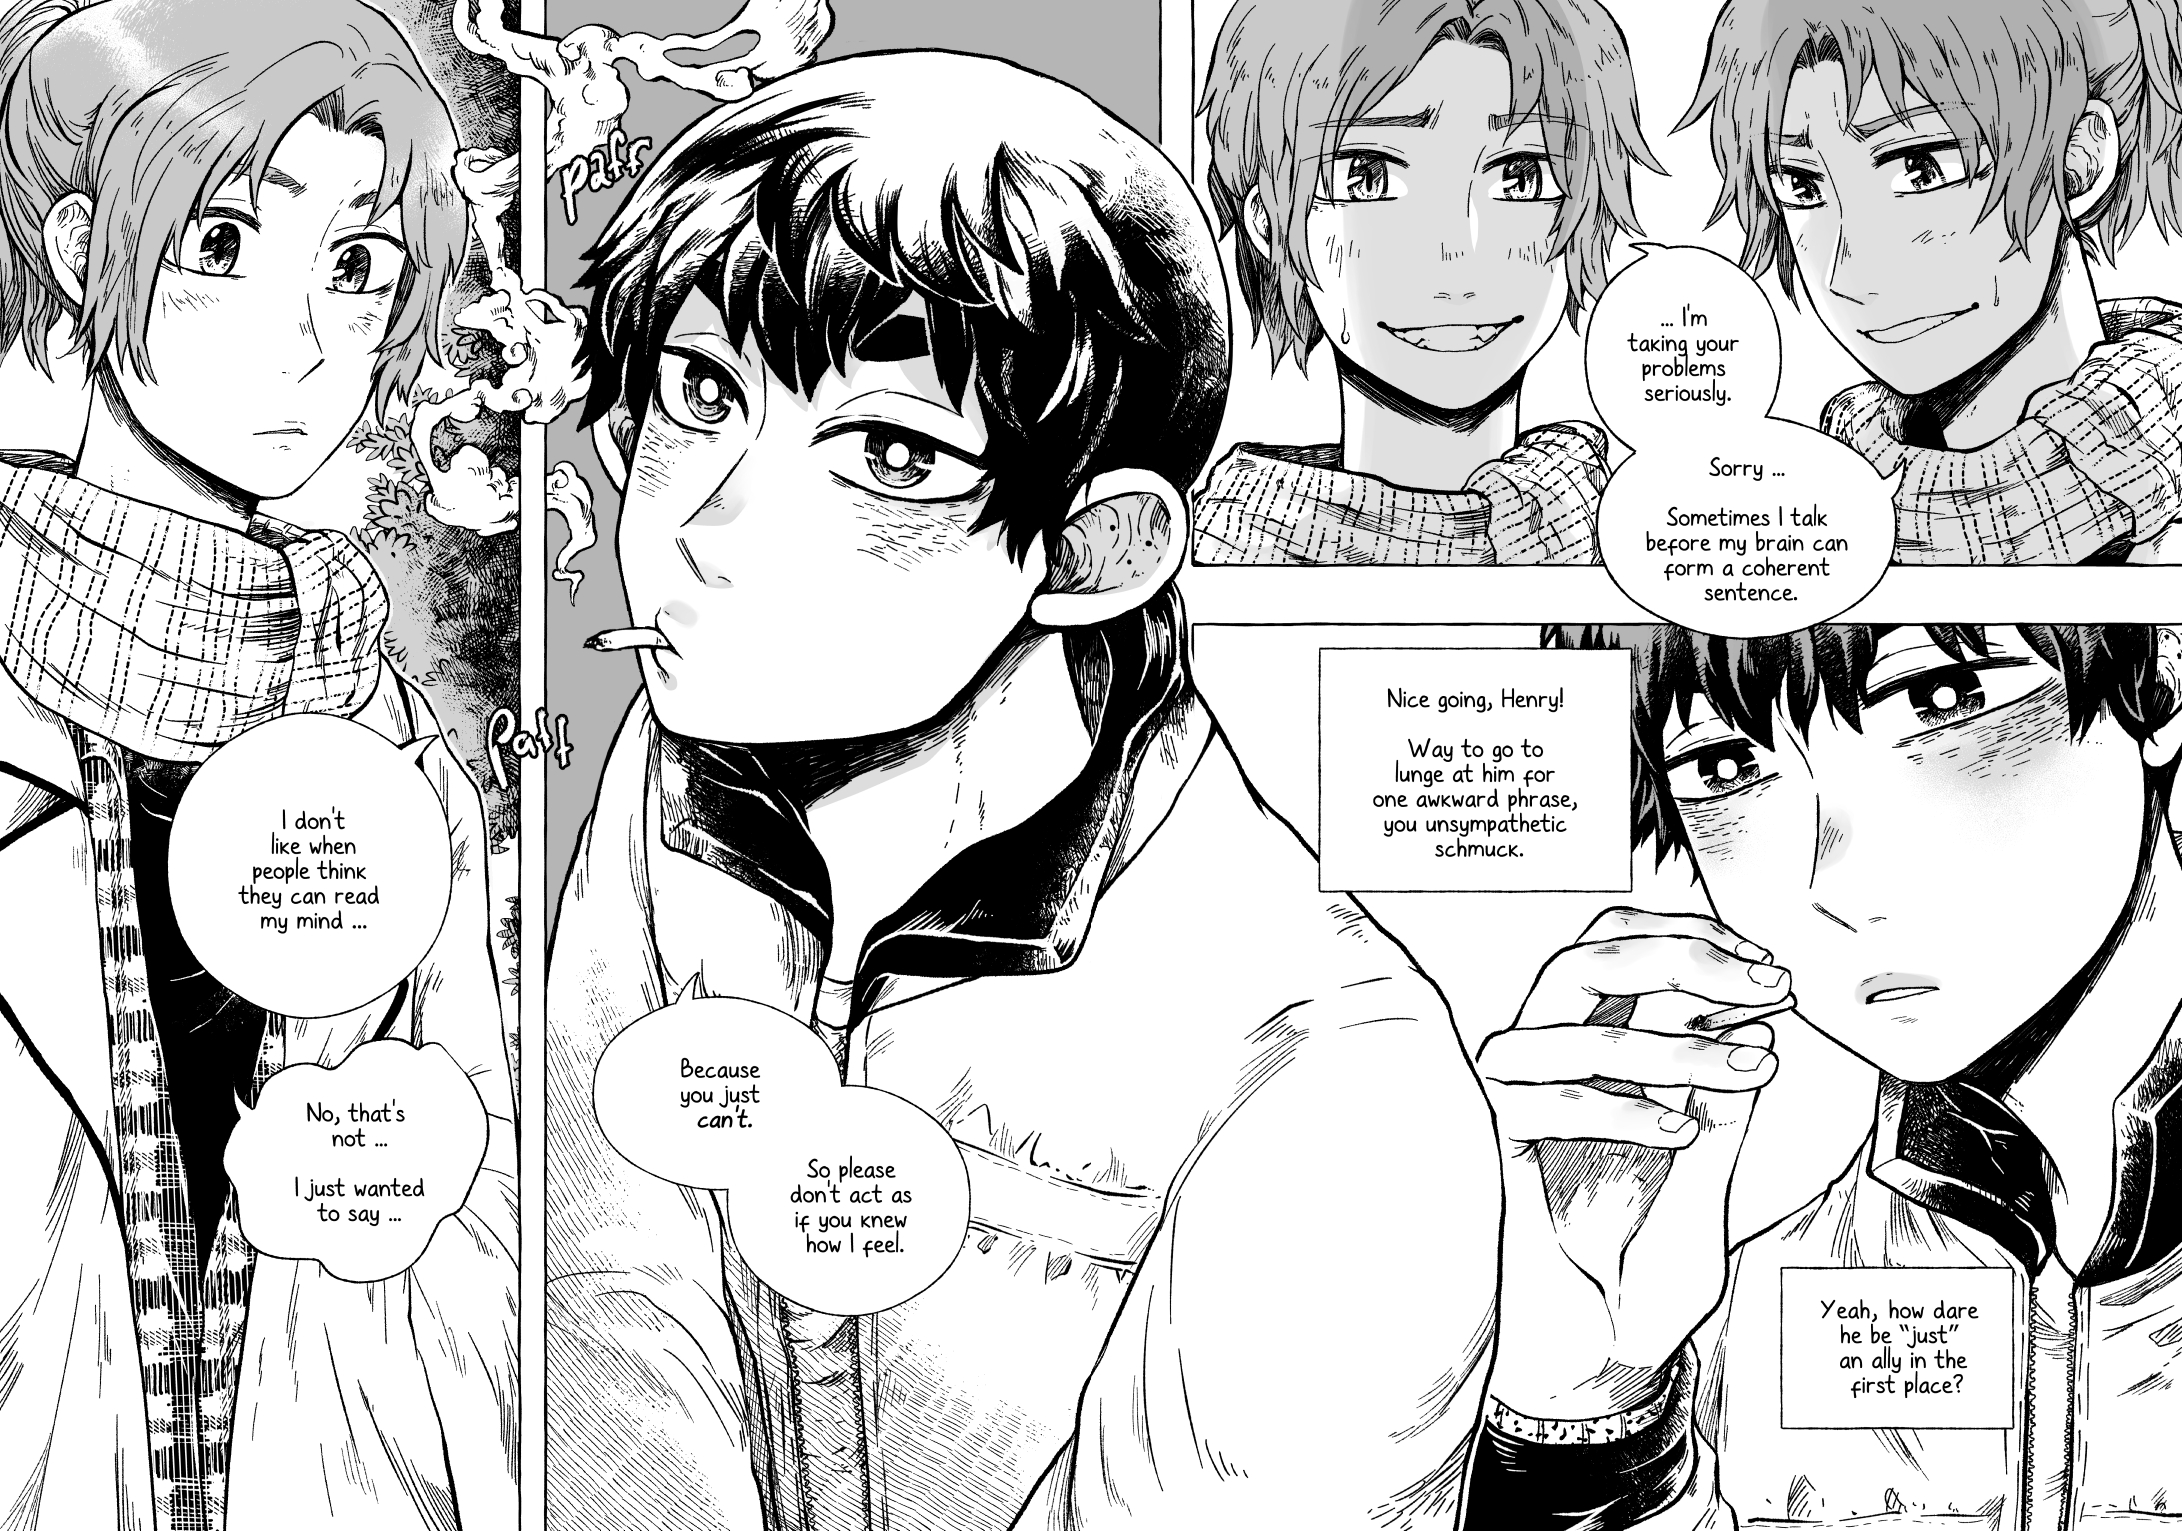 paff
paff
I don't
like when
people think
they can read
my mind ...
No, that's
not ...
I just wanted
to say ...
Because
you just
can't.
So please
don't act as
if you knew
how I feel.
... I'm
taking your
problems
seriously.
Sorry ...
Sometimes I talk
before my brain can
form a coherent
sentence.
Nice going, Henry!
Way to go to
lunge at him for
one awkward phrase,
you unsympathetic
schmuck.
Yeah, how dare
he be “just”
an ally in the
first place?